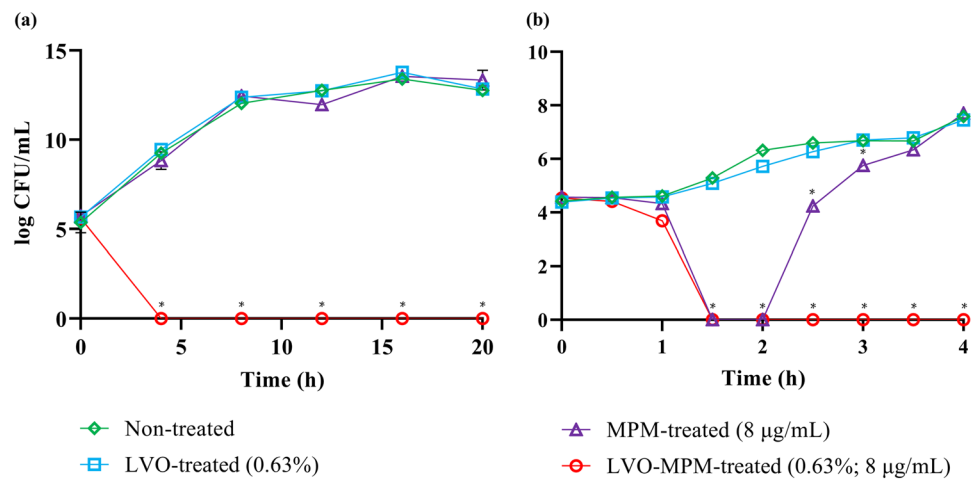 (a)
(b)
log CFU/mL
15
10
5
0
0
5
10
15
20
* * * * *
Time (h)
10
8
6
4
2
0
0
1
2
3
4
*
*
* * * * * *
Time (h)
Non-treated
LVO-treated (0.63%)
MPM-treated (8 μg/mL)
LVO-MPM-treated (0.63%; 8 μg/mL)